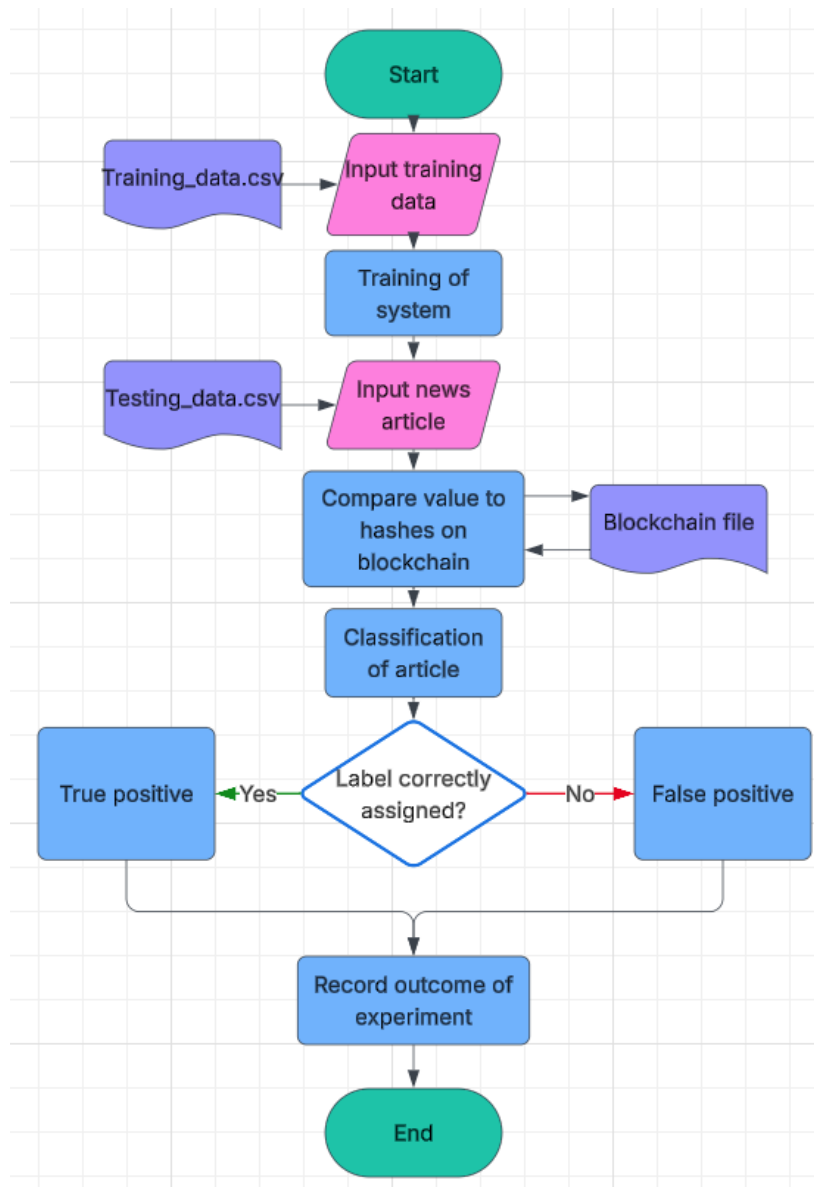 Start
Training_data.csv
Input training
data
Training of
system
Testing_data.csv
Input news
article
Compare value to
hashes on
blockchain
Blockchain file
Classification
of article
True positive
Yes
Label correctly
assigned?
No
False positive
Record outcome of
experiment
End